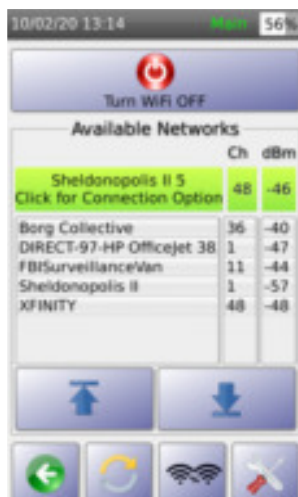 10/02/20 13:14 Main 56%
Turn WiFi OFF
Available Networks
Ch dBm
Sheldonopolis II 5
Click for Connection Option 48 -46
Borg Collective 36 -40
DIRECT-97-HP OfficeJet 38 1 -47
FBISurveillanceVan 11 -44
Sheldonopolis II 1 -57
XFINITY 48 -48